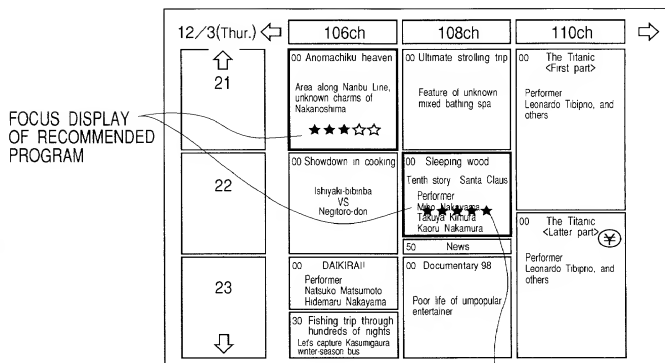 12/3(Thur.) 106ch 108ch 110ch
21
22
23
FOCUS DISPLAY
OF RECOMMENDED
PROGRAM
00 Anomachiku heaven
Area along Nanbu Line,
unknown charms of
Nakanoshima
★★★☆☆
00 Showdown in cooking
Ishiyaki-bibinba
VS
Negitoro-don
00 DAIKIRAI!
Performer
Natsuko Matsumoto
Hidemaru Nakayama
30 Fishing trip through
hundreds of nights
Let's capture Kasumigaura
winter-season bus
00 Ultimate strolling trip
Feature of unknown
mixed bathing spa
00 Sleeping wood
Tenth story Santa Claus
Performer
Miho Nakayama
★★★★★
Takuya Kimura
Kaoru Nakamura
50 News
00 Documentary 98
Poor life of umpopular
entertainer
00 The Titanic
<First part>
Performer
Leonardo Tibipno, and
others
00 The Titanic
<Latter part>
¥
Performer
Leonardo Tibiprio, and
others